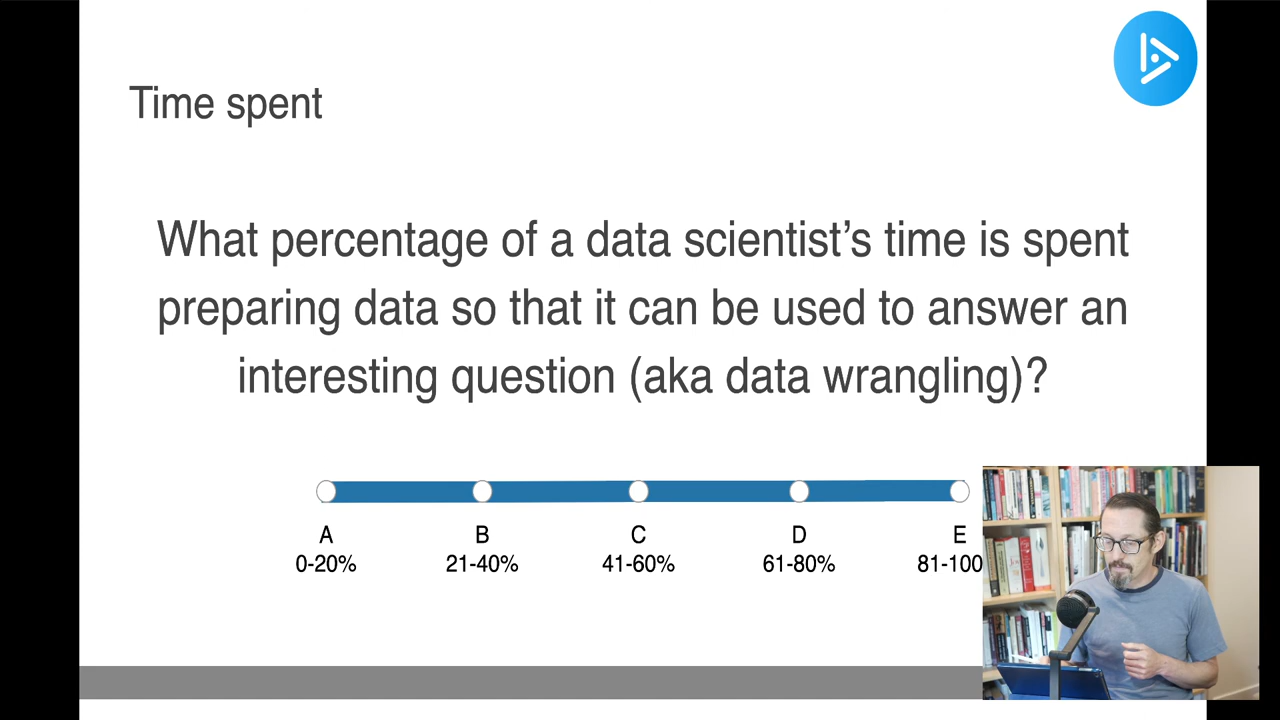 Time spent
What percentage of a data scientist’s time is spent
preparing data so that it can be used to answer an
interesting question (aka data wrangling)?
A B C D E
0-20% 21-40% 41-60% 61-80% 81-100